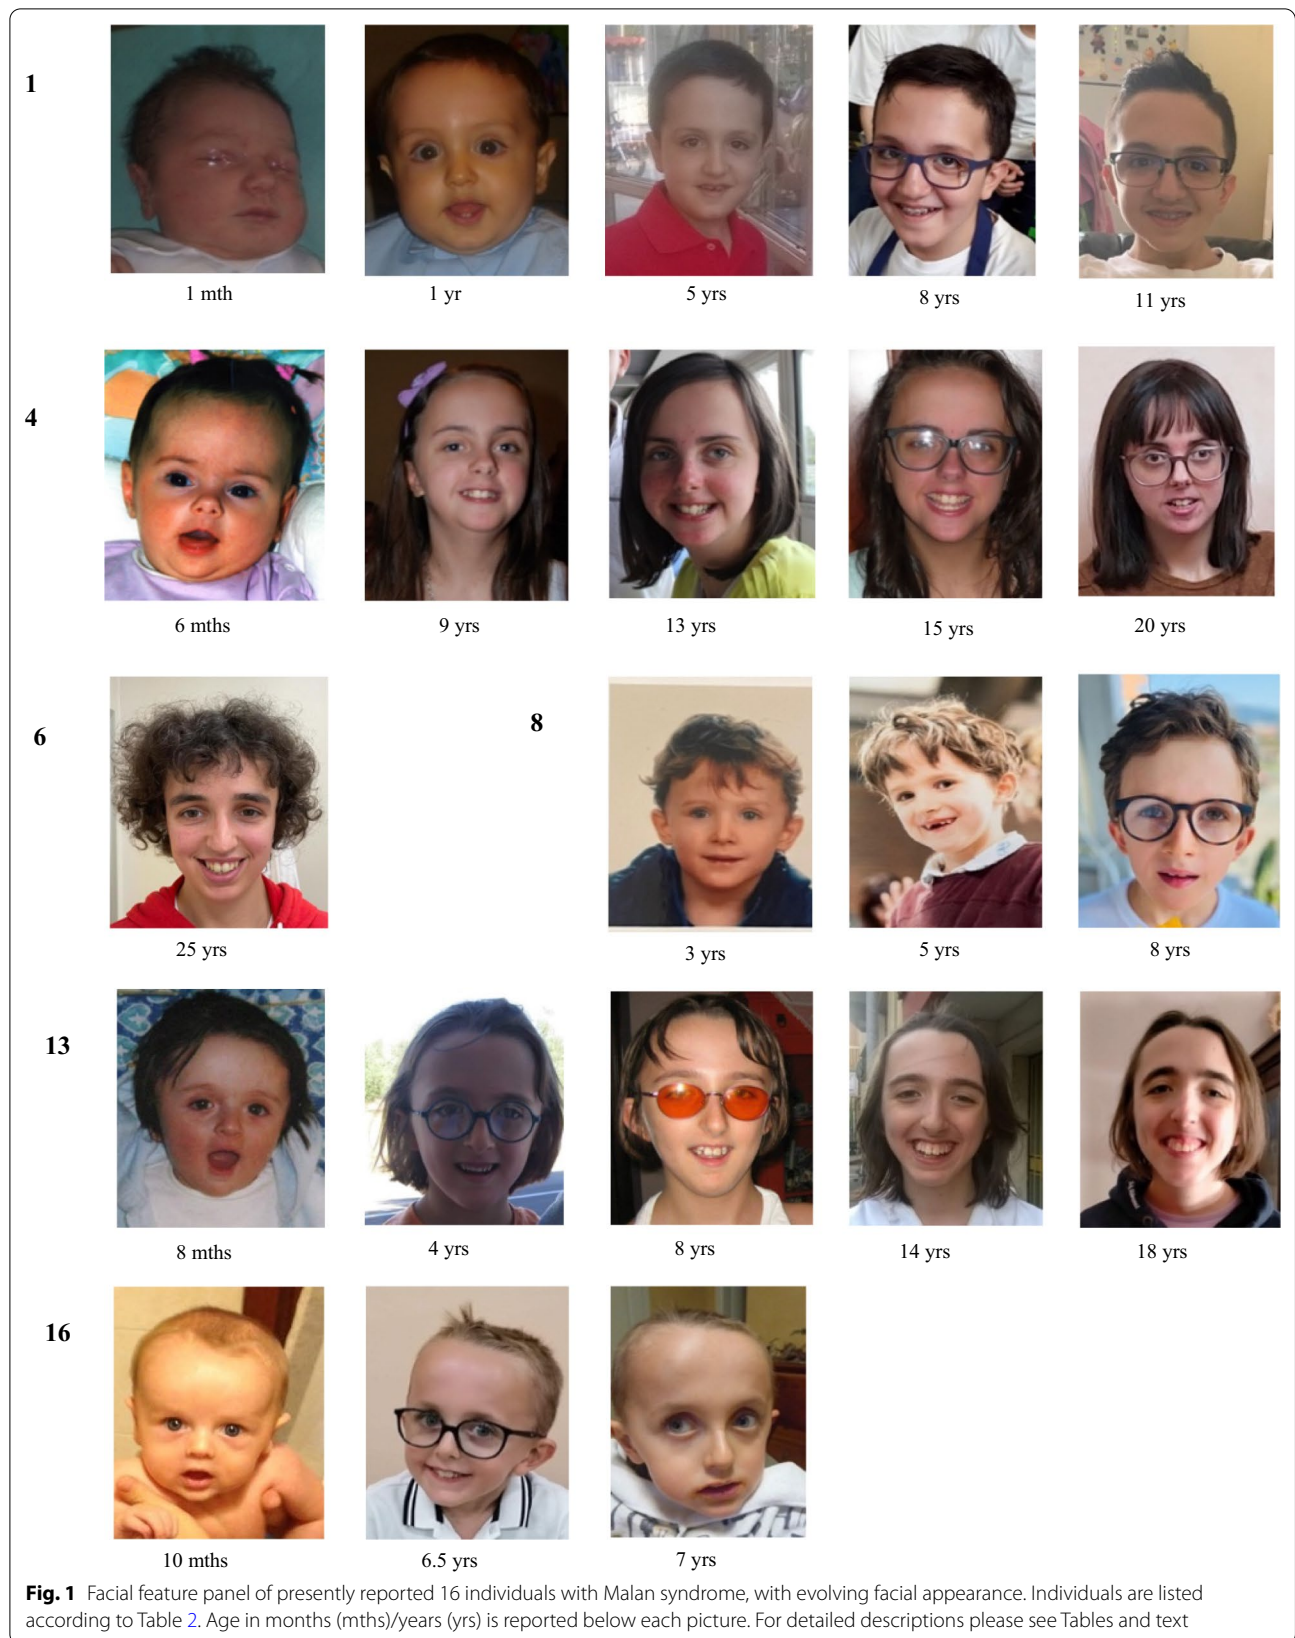 1
1 mth 1 yr 5 yrs 8 yrs 11 yrs
4
6 mths 9 yrs 13 yrs 15 yrs 20 yrs
6 8
25 yrs 3 yrs 5 yrs 8 yrs
13
8 mths 4 yrs 8 yrs 14 yrs 18 yrs
16
10 mths 6.5 yrs 7 yrs
Fig. 1 Facial feature panel of presently reported 16 individuals with Malan syndrome, with evolving facial appearance. Individuals are listed
according to Table 2. Age in months (mths)/years (yrs) is reported below each picture. For detailed descriptions please see Tables and text